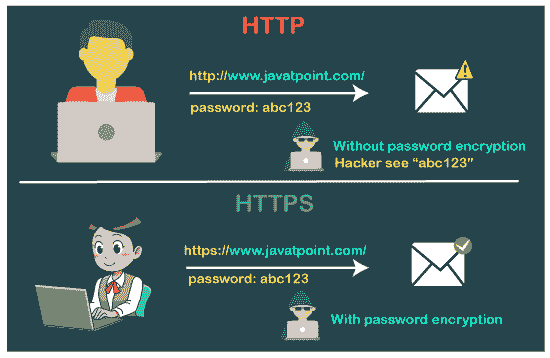 HTTP
http://www.javatpoint.com/
password: abc123
Without password encryption
Hacker see “abc123”
HTTPS
https://www.javatpoint.com/
password: abc123
With password encryption